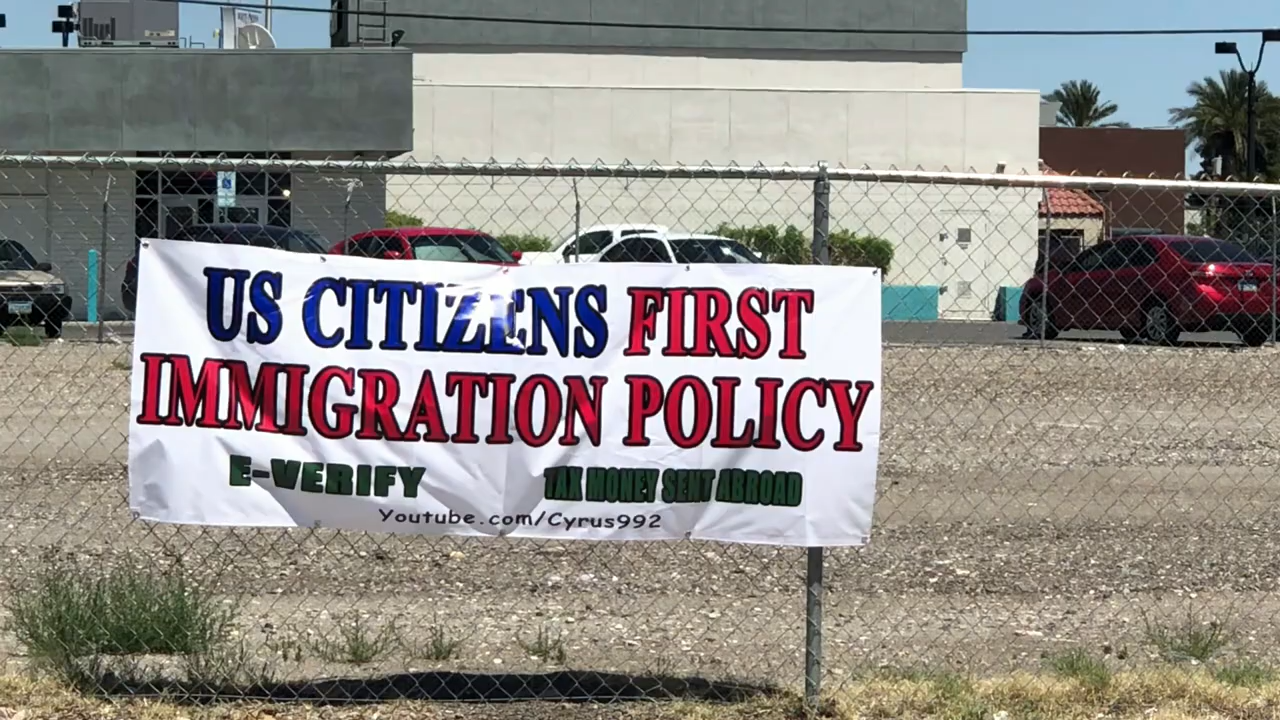 US CITIZENS FIRST
IMMIGRATION POLICY
E-VERIFY TAX MONEY SENT ABROAD
Youtube.com/Cyrus992